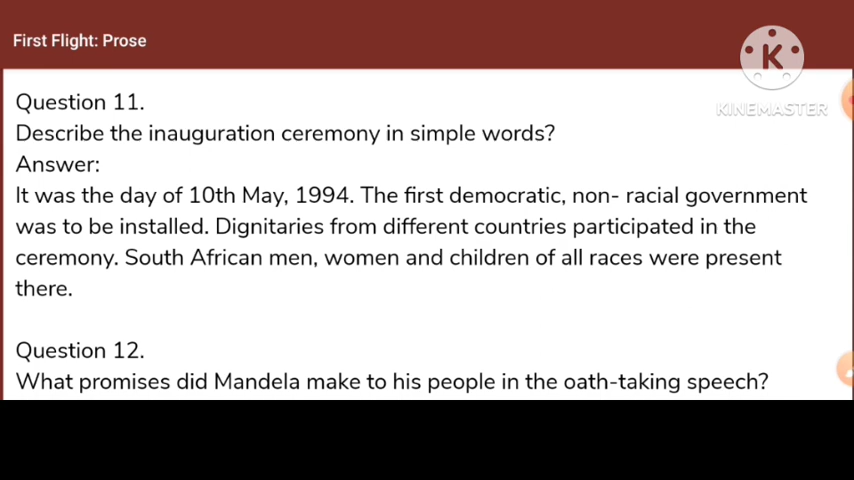 First Flight: Prose
K
KINEMASTER
Question 11.
Describe the inauguration ceremony in simple words?
Answer:
It was the day of 10th May, 1994. The first democratic, non- racial government
was to be installed. Dignitaries from different countries participated in the
ceremony. South African men, women and children of all races were present
there.
Question 12.
What promises did Mandela make to his people in the oath-taking speech?